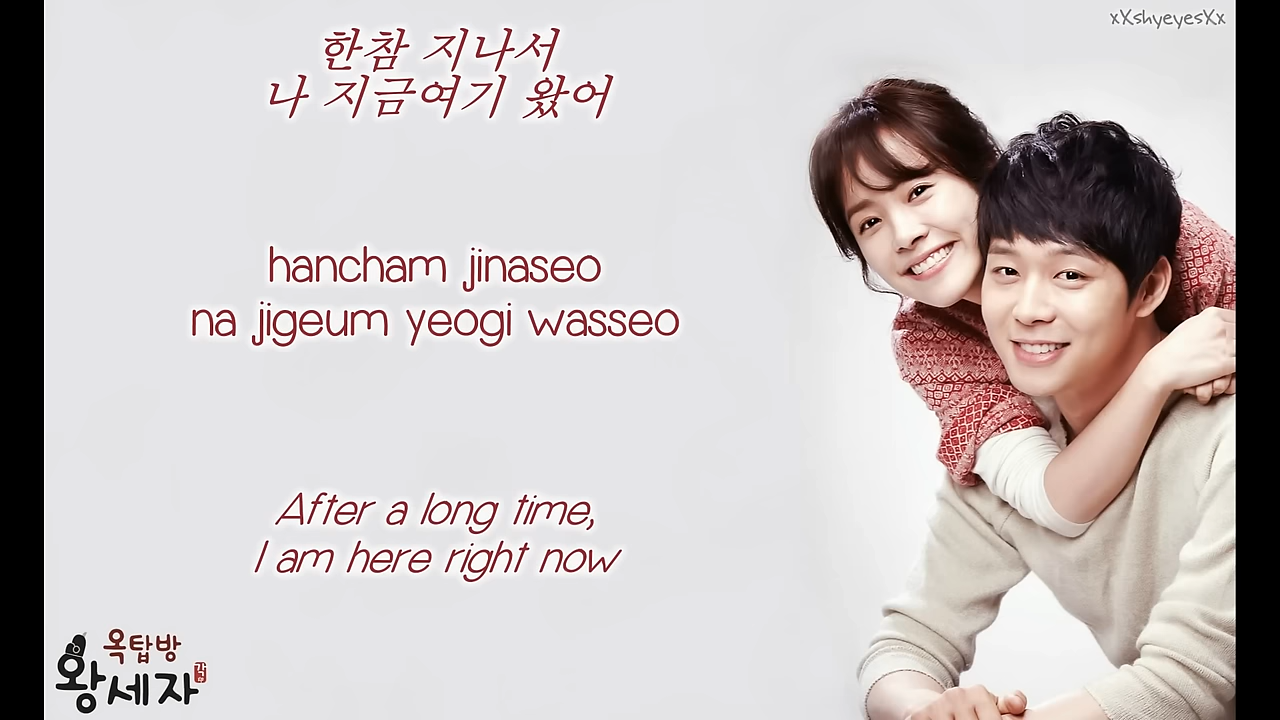 xXshyeyesXx
한참 지나서
나 지금여기 왔어
hancham jinaseo
na jigeum yeogi wasseo
After a long time,
I am here right now
옥탑방
왕세자